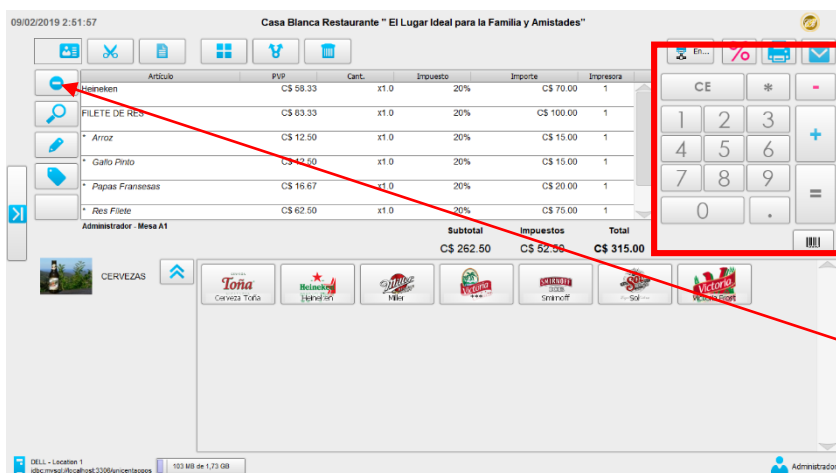 09/02/2019 2:51:57 Casa Blanca Restaurante " El Lugar Ideal para la Familia y Amistades"
En... %
Artículo PVP Cant. Impuesto Importe Impresora
Heineken C$ 58.33 x1.0 20% C$ 70.00 1
FILETE DE RES C$ 83.33 x1.0 20% C$ 100.00 1
* Arroz C$ 12.50 x1.0 20% C$ 15.00 1
* Gallo Pinto C$ 12.50 x1.0 20% C$ 15.00 1
* Papas Fransesas C$ 16.67 x1.0 20% C$ 20.00 1
* Res Filete C$ 62.50 x1.0 20% C$ 75.00 1
CE * -
1 2 3 +
4 5 6
7 8 9 =
0 .
Administrador - Mesa A1 Subtotal Impuestos Total
C$ 262.50 C$ 52.50 C$ 315.00
CERVEZAS
Toña Heineken Miller Victoria SMIRNOFF Sol Victoria
Cerveza Toña Heineken Miller Smirnoff Sol Victoria Frost
DELL - Location 1
jdbc:mysql://localhost:3306/unicentaopos 103 MB de 1,73 GB Administrador